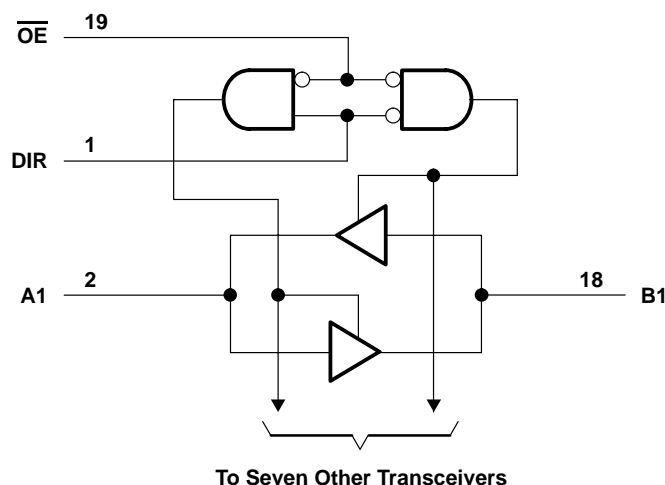 OE 19
DIR 1
A1 2
18 B1
To Seven Other Transceivers